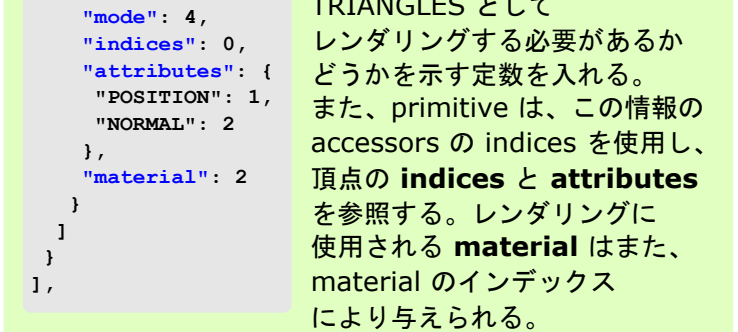 "mode": 4,
"indices": 0,
"attributes": {
"POSITION": 1,
"NORMAL": 2
},
"material": 2
}
]
}
],
TRIANGLES として
レンダリングする必要があるか
どうかを示す定数を入れる。
また、primitive は、この情報の
accessors の indices を使用し、
頂点の indices と attributes
を参照する。レンダリングに
使用される material はまた、
material のインデックス
により与えられる。